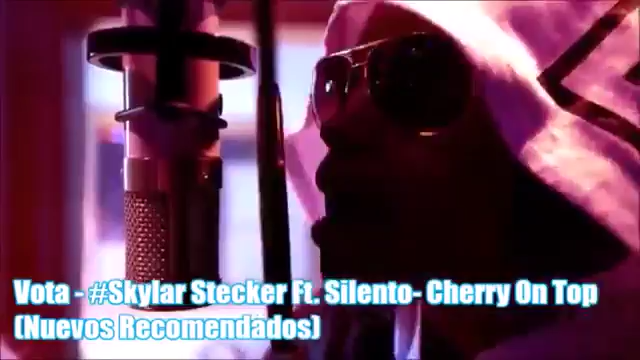 Vota - #Skylar Stecker Ft. Silento- Cherry On Top
(Nuevos Recomendados)